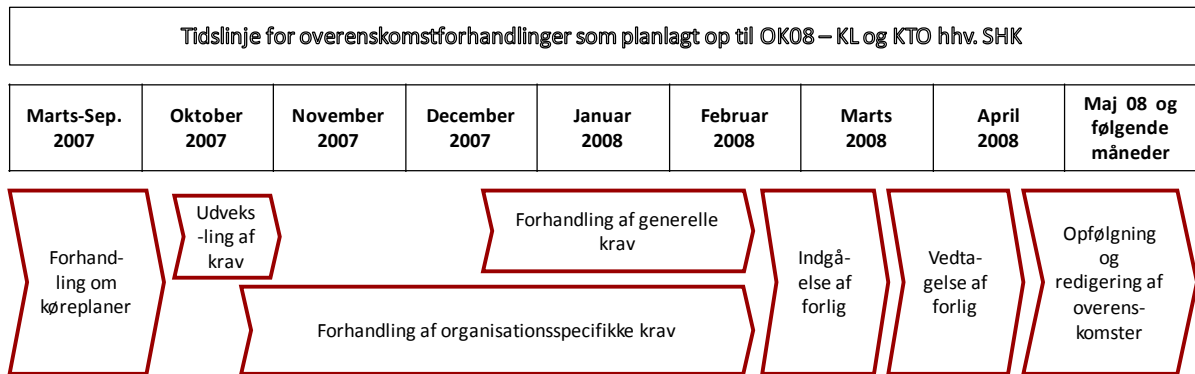 Tidslinje for overenskomstforhandlinger som planlagt op til OK08 – KL og KTO hhv. SHK
Marts-Sep.
2007
Oktober
2007
November
2007
December
2007
Januar
2008
Februar
2008
Marts
2008
April
2008
Maj 08 og
følgende
måneder
Forhand-
ling om
køreplaner
Udveks
-ling af
krav
Forhandling af generelle
krav
Forhandling af organisationsspecifikke krav
Indgå-
else af
forlig
Vedta-
gelse af
forlig
Opfølgning
og
redigering af
overens-
komster